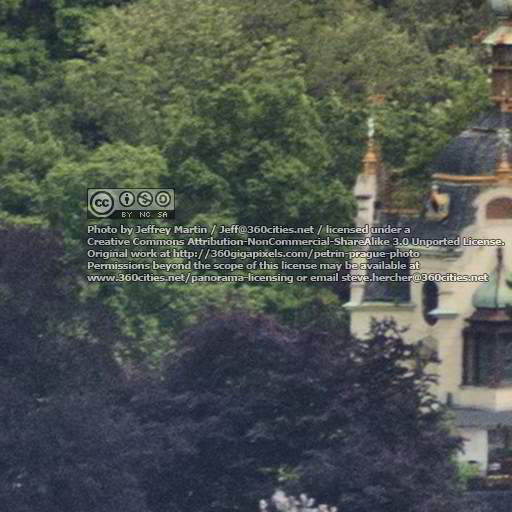 cc
BY NC SA
Photo by Jeffrey Martin / Jeff@360cities.net / licensed under a
Creative Commons Attribution-NonCommercial-ShareAlike 3.0 Unported License.
Original work at http://360gigapixels.com/petrin-prague-photo
Permissions beyond the scope of this license may be available at
www.360cities.net/panorama-licensing or email steve.hercher@360cities.net